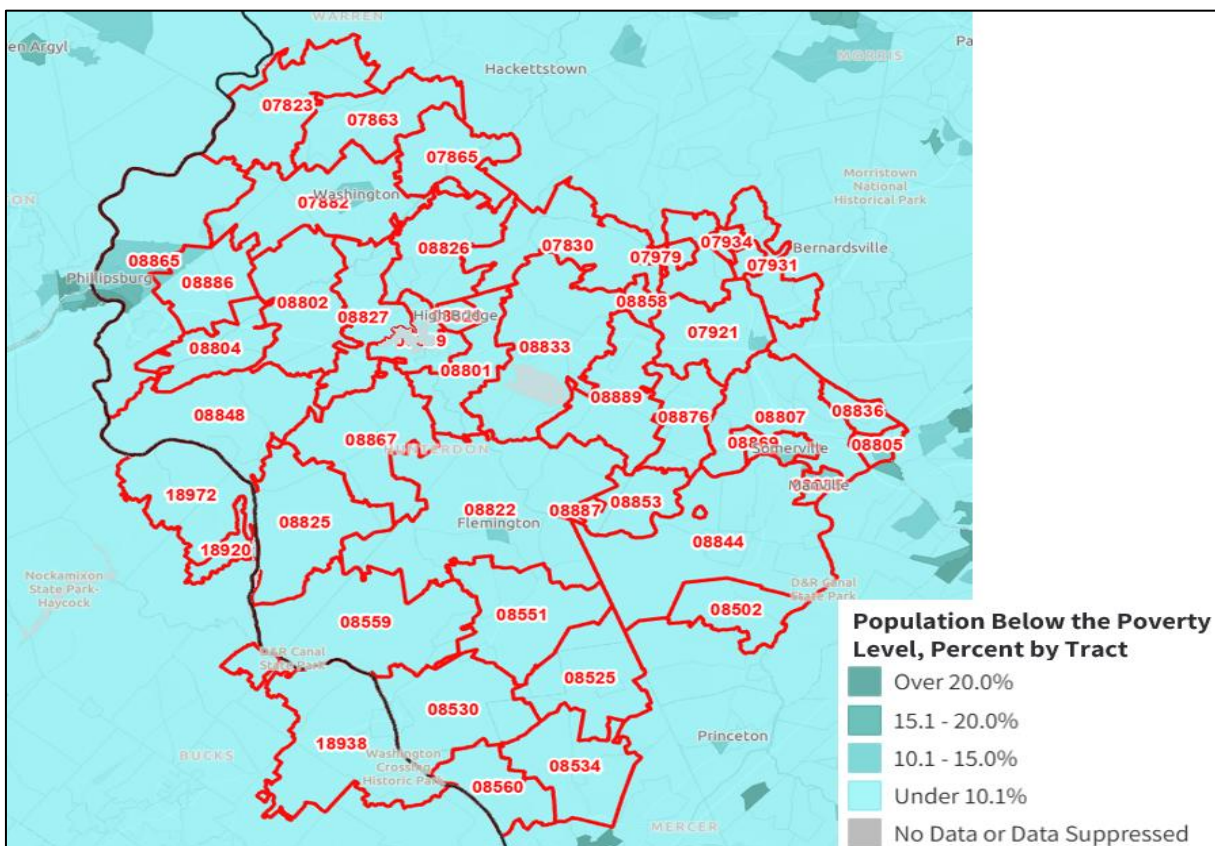 WARREN
en Argyl
Pa
MORRIS
Hackettstown
07823
07863
07865
Morristown
National
Historical Park
ON
Washington
07882
08826
07830
07934
Bernardsville
07979
07931
08865
Phillipsburg
08886
08802
08827
High Bridge
08858
07921
08804
08833
08801
08889
08848
08876
08807
08836
08867
HUNTERDON
08869
Somerville
08805
Manville
18972
08825
08822
Flemington
08887
08853
08844
18920
Nockamixon
State Park-
Haycock
D&R Canal
State Park
08502
08559
08551
D&R Canal
State Park
08525
08530
Princeton
BUCKS
18938
Washington
Crossing
Historic Park
08534
08560
MERCER
Population Below the Poverty
Level, Percent by Tract
Over 20.0%
15.1 - 20.0%
10.1 - 15.0%
Under 10.1%
No Data or Data Suppressed